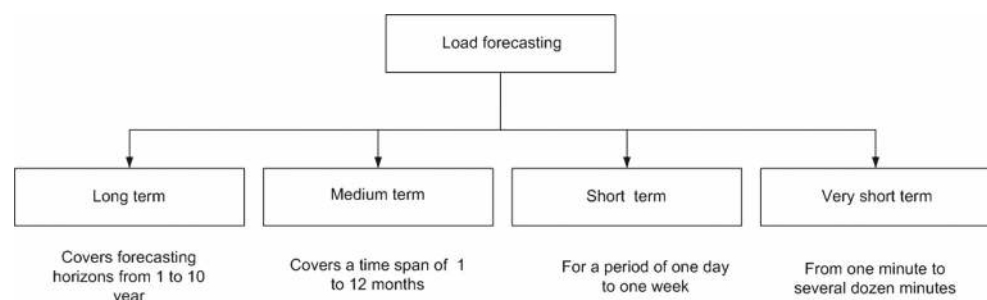 Load forecasting
Long term
Medium term
Short term
Very short term
Covers forecasting
horizons from 1 to 10
year
Covers a time span of 1
to 12 months
For a period of one day
to one week
From one minute to
several dozen minutes